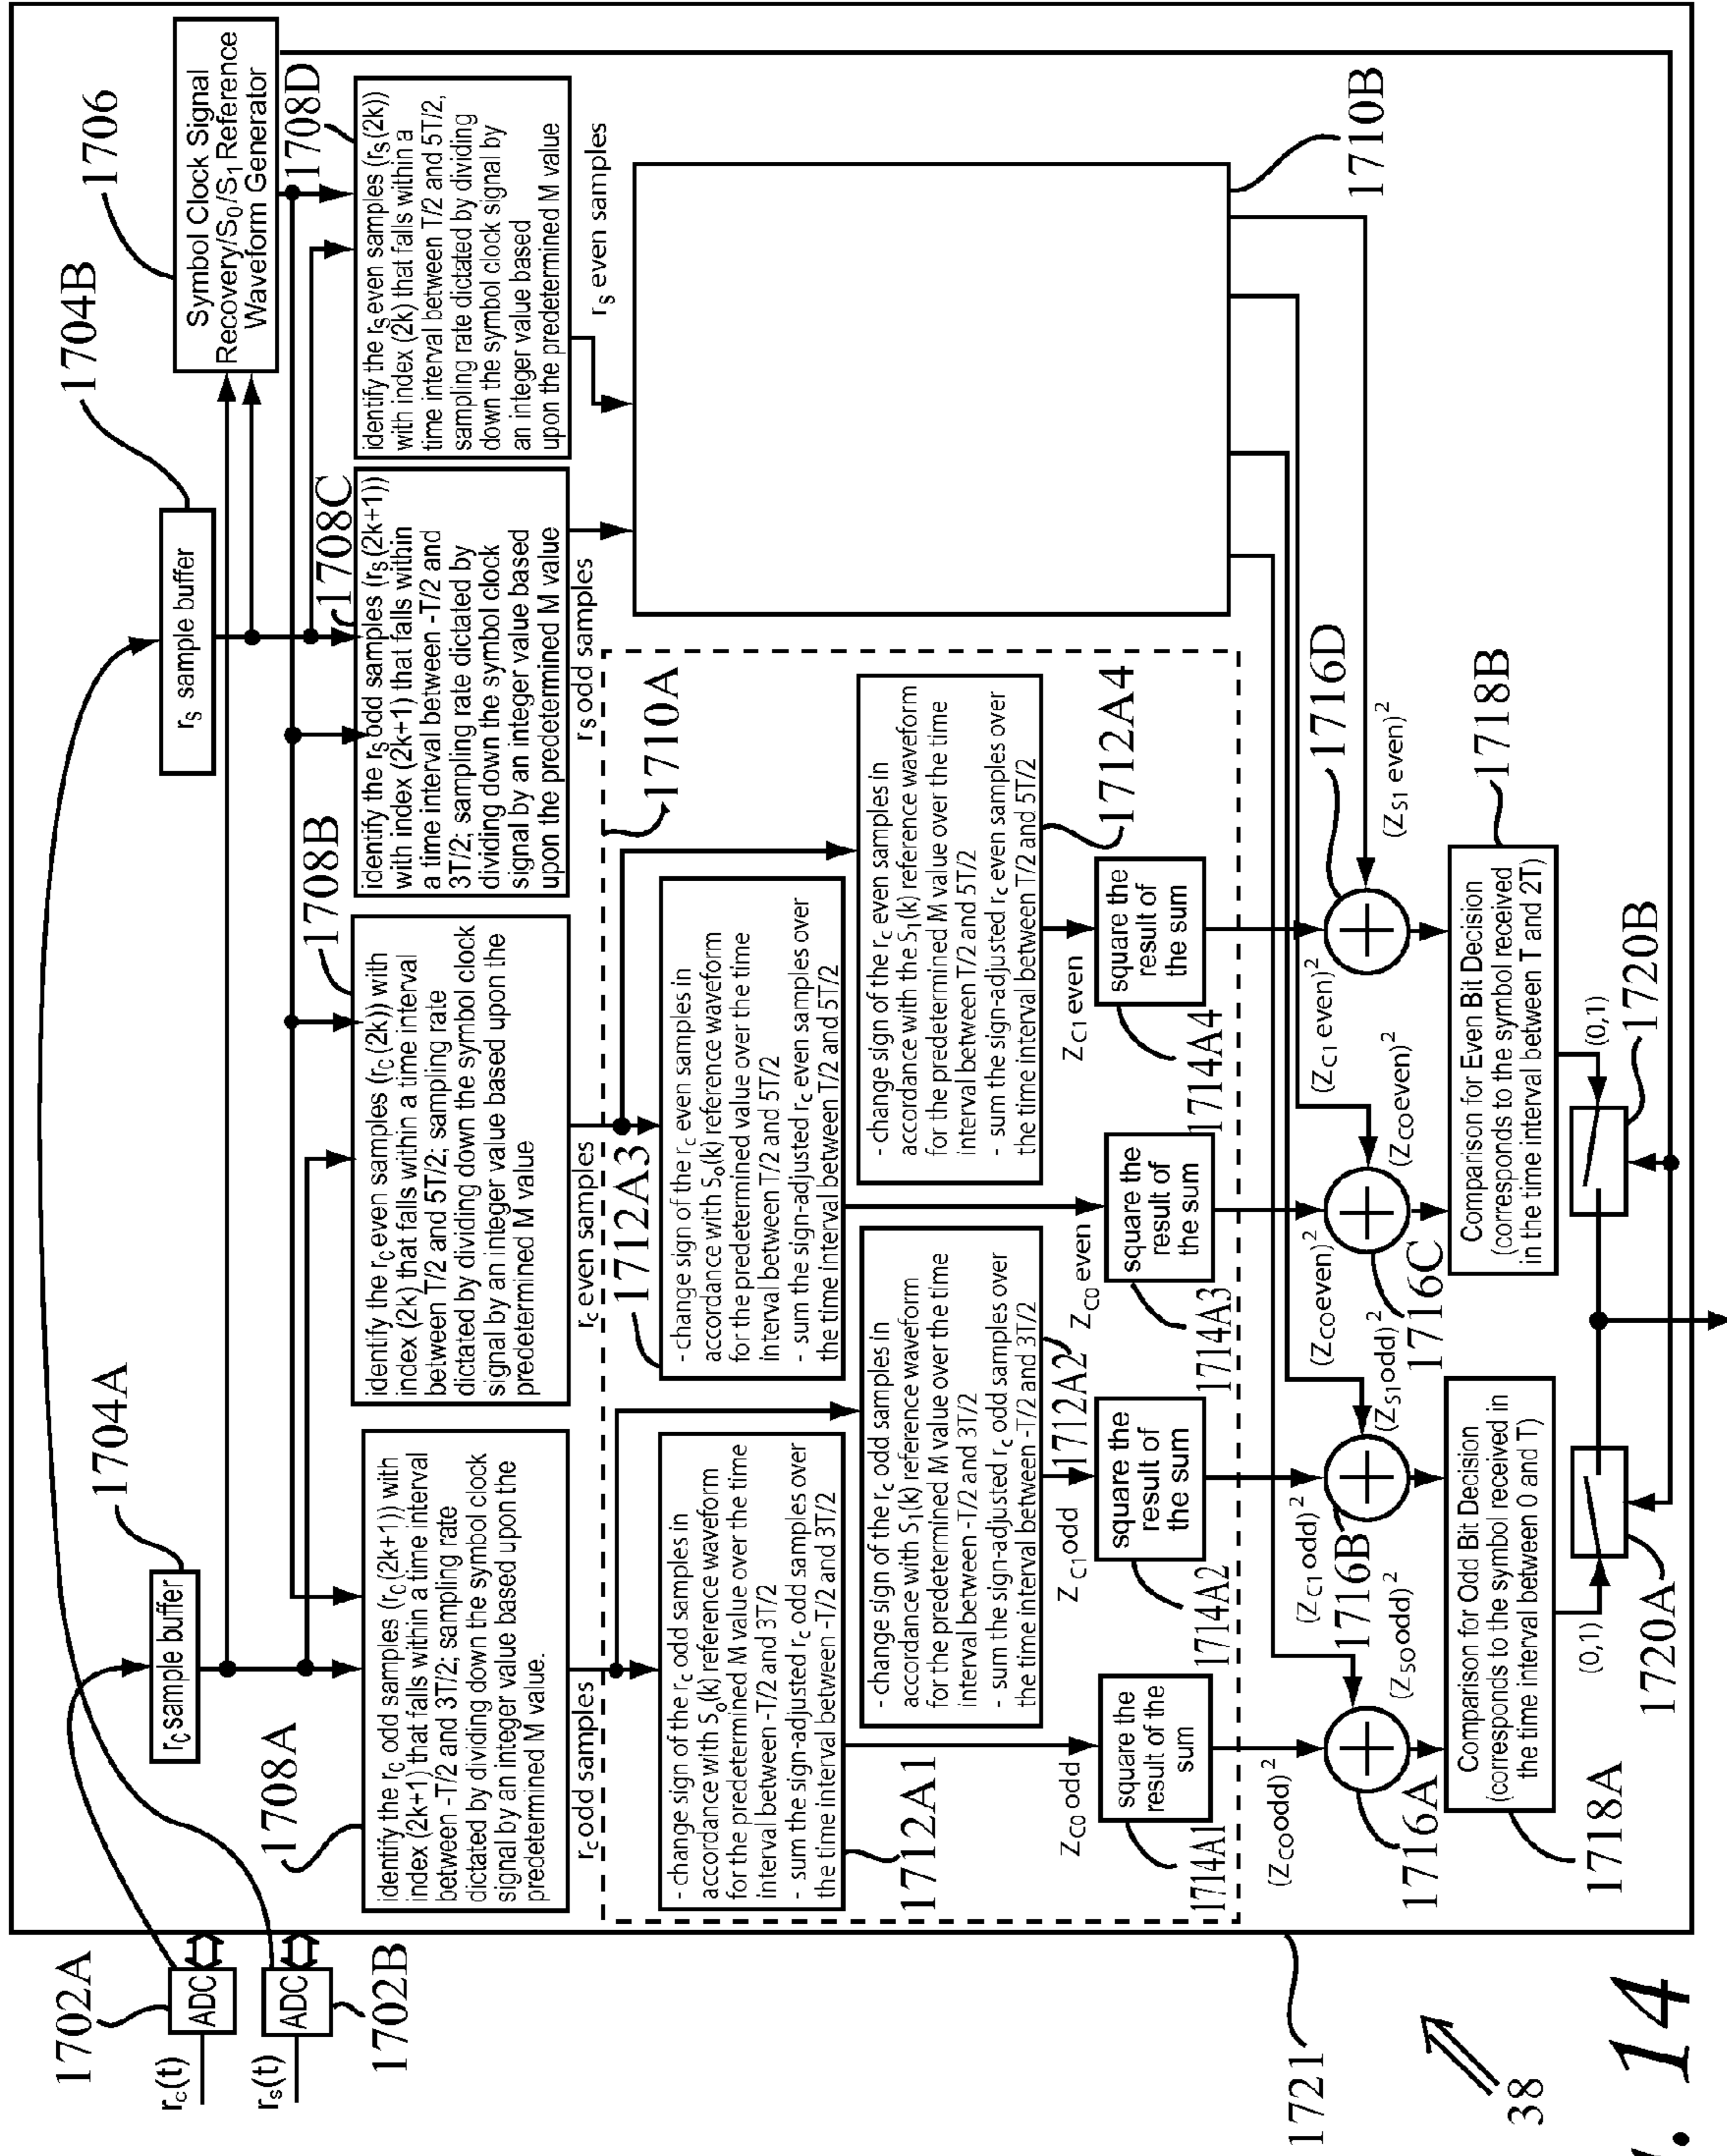 1702A
r_c(t)
ADC
r_s(t)
ADC
1702B
1704A
r_c sample buffer
1704B
r_s sample buffer
1706
Symbol Clock Signal
Recovery/S_0/S_1 Reference
Waveform Generator
1708A
identify the r_c odd samples (r_c(2k+1)) with
index (2k+1) that falls within a time interval
between -T/2 and 3T/2; sampling rate
dictated by dividing down the symbol clock
signal by an integer value based upon the
predetermined M value.
1708B
identify the r_c even samples (r_c(2k)) with
index (2k) that falls within a time interval
between T/2 and 5T/2; sampling rate
dictated by dividing down the symbol clock
signal by an integer value based upon the
predetermined M value
1708C
identify the r_s odd samples (r_s(2k+1))
with index (2k+1) that falls within
a time interval between -T/2 and
3T/2; sampling rate dictated by
dividing down the symbol clock
signal by an integer value based
upon the predetermined M value
1708D
identify the r_s even samples (r_s(2k))
with index (2k) that falls within a
time interval between T/2 and 5T/2,
sampling rate dictated by dividing
down the symbol clock signal by
an integer value based
upon the predetermined M value
r_c odd samples
r_c even samples
r_s odd samples
r_s even samples
1710A
1710B
1712A1
- change sign of the r_c odd samples in
accordance with S_o(k) reference waveform
for the predetermined M value over the time
interval between -T/2 and 3T/2
- sum the sign-adjusted r_c odd samples over
the time interval between -T/2 and 3T/2
1712A3
- change sign of the r_c even samples in
accordance with S_o(k) reference waveform
for the predetermined value over the time
interval between T/2 and 5T/2
- sum the sign-adjusted r_c even samples over
the time interval between T/2 and 5T/2
- change sign of the r_c odd samples in
accordance with S_1(k) reference waveform
for the predetermined M value over the time
interval between -T/2 and 3T/2
- sum the sign-adjusted r_c odd samples over
the time interval between -T/2 and 3T/2
1712A2
- change sign of the r_c even samples in
accordance with the S_1(k) reference waveform
for the predetermined M value over the time
interval between T/2 and 5T/2
- sum the sign-adjusted r_c even samples over
the time interval between T/2 and 5T/2
1712A4
Z_C0 odd
Z_C1 odd
Z_C0 even
Z_C1 even
square the
result of the
sum
1714A1
square the
result of
the sum
1714A2
square the
result of
the sum
1714A3
square the
result of
the sum
1714A4
(Z_C0 odd)^2
(Z_S0 odd)^2
(Z_C1 odd)^2
(Z_S1 odd)^2
(Z_C0 even)^2
(Z_C0 even)^2
(Z_C1 even)^2
(Z_S1 even)^2
1716A
1716B
1716C
1716D
Comparison for Odd Bit Decision
(corresponds to the symbol received in
the time interval between 0 and T)
1718A
Comparison for Even Bit Decision
(corresponds to the symbol received
in the time interval between T and 2T)
1718B
(0,1)
1720A
(0,1)
1720B
1721
38
14